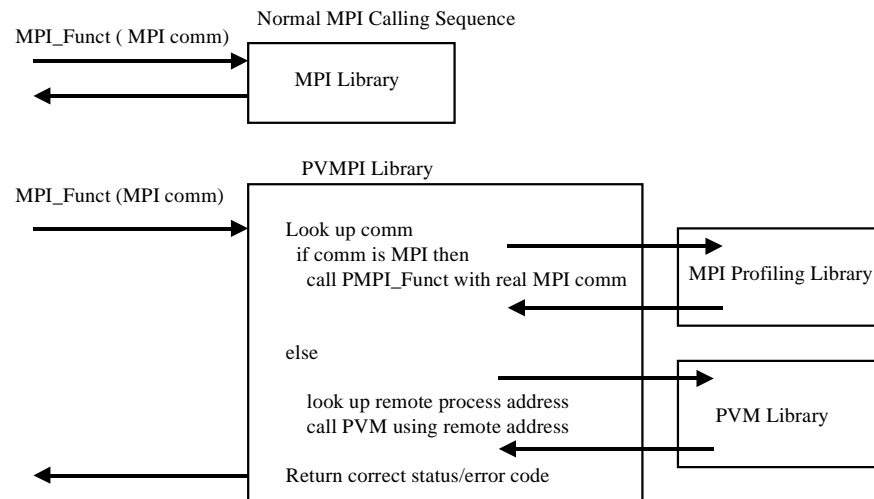 Normal MPI Calling Sequence
MPI_Funct ( MPI comm)
MPI Library
PVMPI Library
MPI_Funct (MPI comm)
Look up comm
if comm is MPI then
call PMPI_Funct with real MPI comm
MPI Profiling Library
else
look up remote process address
call PVM using remote address
PVM Library
Return correct status/error code